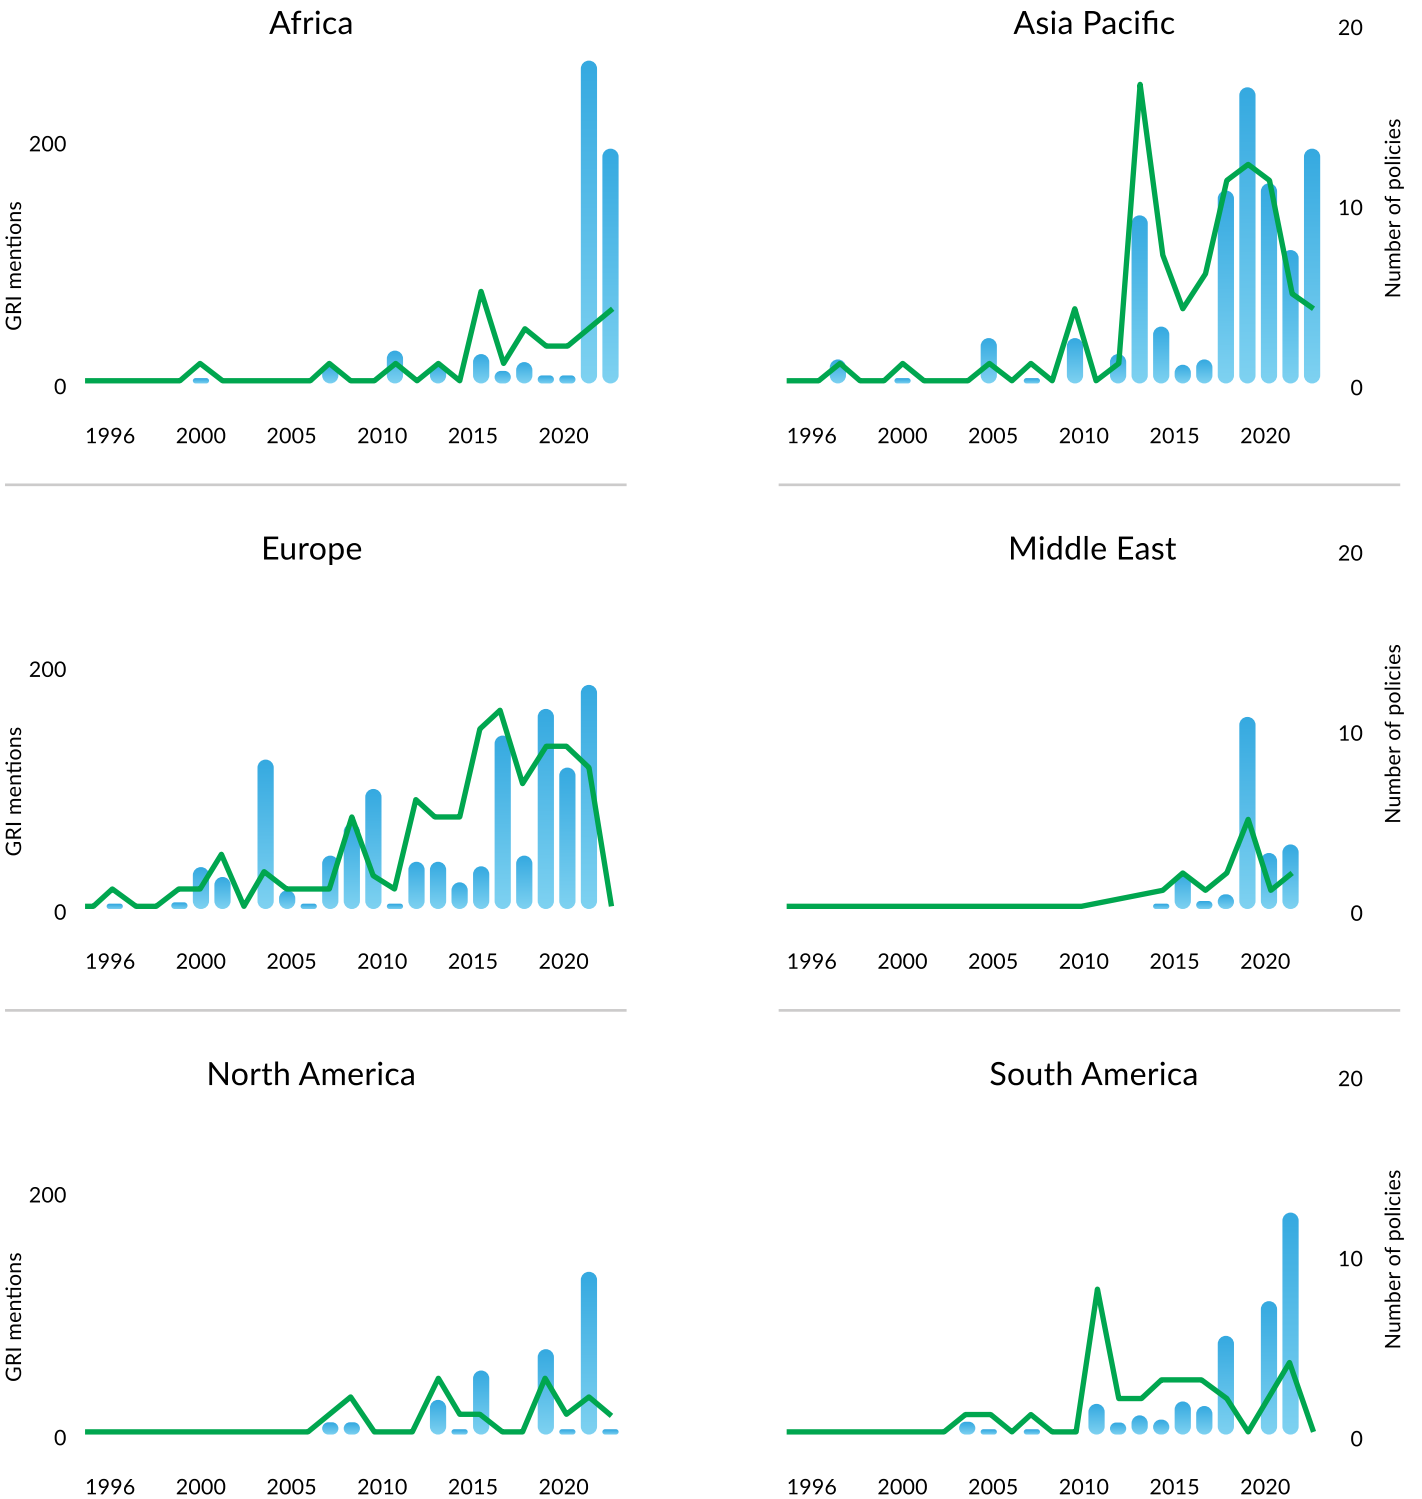 Africa
200
GRI mentions
0
1996 2000 2005 2010 2015 2020
Asia Pacific
20
10
Number of policies
0
1996 2000 2005 2010 2015 2020
Europe
200
GRI mentions
0
1996 2000 2005 2010 2015 2020
Middle East
20
10
Number of policies
0
1996 2000 2005 2010 2015 2020
North America
200
GRI mentions
0
1996 2000 2005 2010 2015 2020
South America
20
10
Number of policies
0
1996 2000 2005 2010 2015 2020